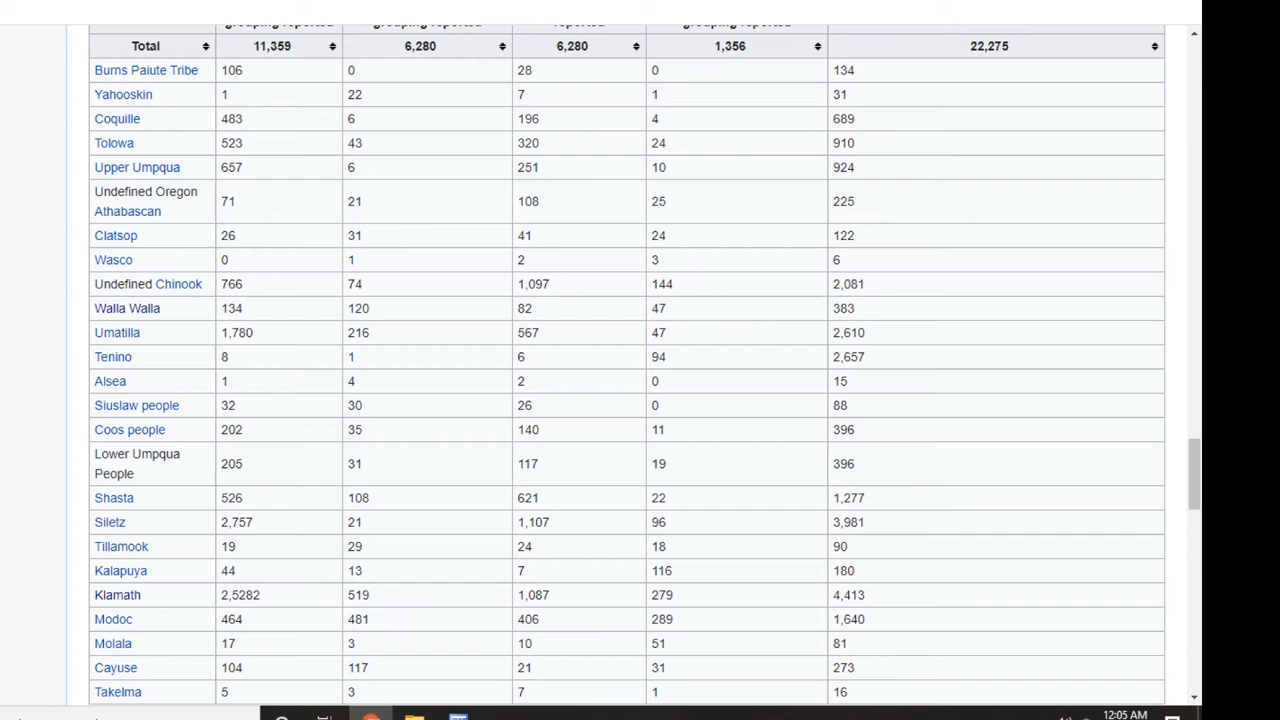 Total 11,359 6,280 6,280 1,356 22,275
Burns Paiute Tribe 106 0 28 0 134
Yahooskin 1 22 7 1 31
Coquille 483 6 196 4 689
Tolowa 523 43 320 24 910
Upper Umpqua 657 6 251 10 924
Undefined Oregon
Athabascan 71 21 108 25 225
Clatsop 26 31 41 24 122
Wasco 0 1 2 3 6
Undefined Chinook 766 74 1,097 144 2,081
Walla Walla 134 120 82 47 383
Umatilla 1,780 216 567 47 2,610
Tenino 8 1 6 94 2,657
Alsea 1 4 2 0 15
Siuslaw people 32 30 26 0 88
Coos people 202 35 140 11 396
Lower Umpqua
People 205 31 117 19 396
Shasta 526 108 621 22 1,277
Siletz 2,757 21 1,107 96 3,981
Tillamook 19 29 24 18 90
Kalapuya 44 13 7 116 180
Klamath 2,5282 519 1,087 279 4,413
Modoc 464 481 406 289 1,640
Molala 17 3 10 51 81
Cayuse 104 117 21 31 273
Takelma 5 3 7 1 16
12:05 AM